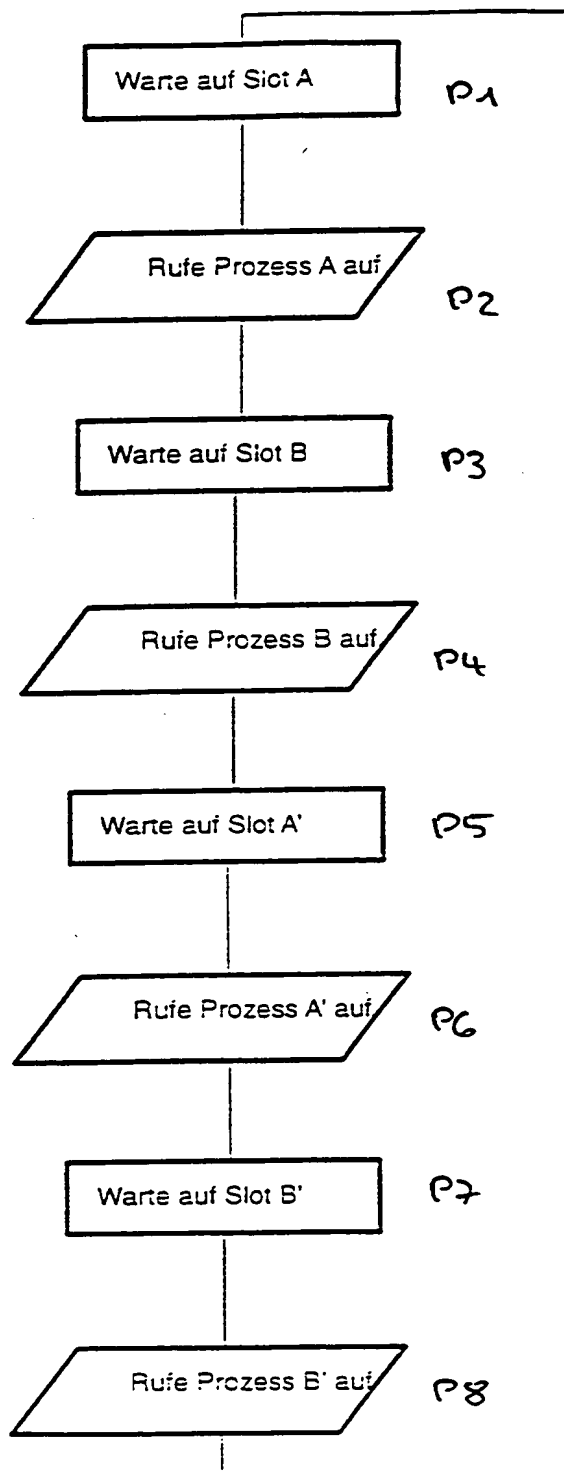 Warte auf Slot A
P1
Rufe Prozess A auf
P2
Warte auf Slot B
P3
Rufe Prozess B auf
P4
Warte auf Slot A'
P5
Rufe Prozess A' auf
P6
Warte auf Slot B'
P7
Rufe Prozess B' auf
P8